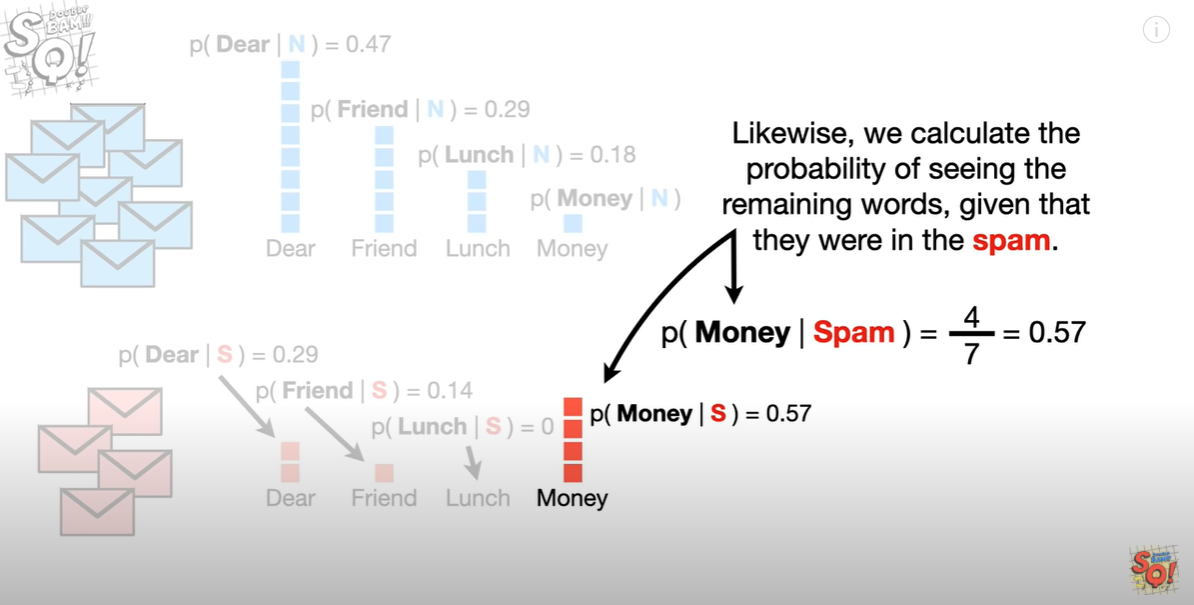 DOUBLE
BAM!!!
SQ!
p( Dear | N ) = 0.47
p( Friend | N ) = 0.29
p( Lunch | N ) = 0.18
p( Money | N )
Dear Friend Lunch Money
Likewise, we calculate the
probability of seeing the
remaining words, given that
they were in the spam.
p( Money | Spam ) = 4/7 = 0.57
p( Dear | S ) = 0.29
p( Friend | S ) = 0.14
p( Lunch | S ) = 0
p( Money | S ) = 0.57
Dear Friend Lunch Money
DOUBLE
BAM!!!
SQ!